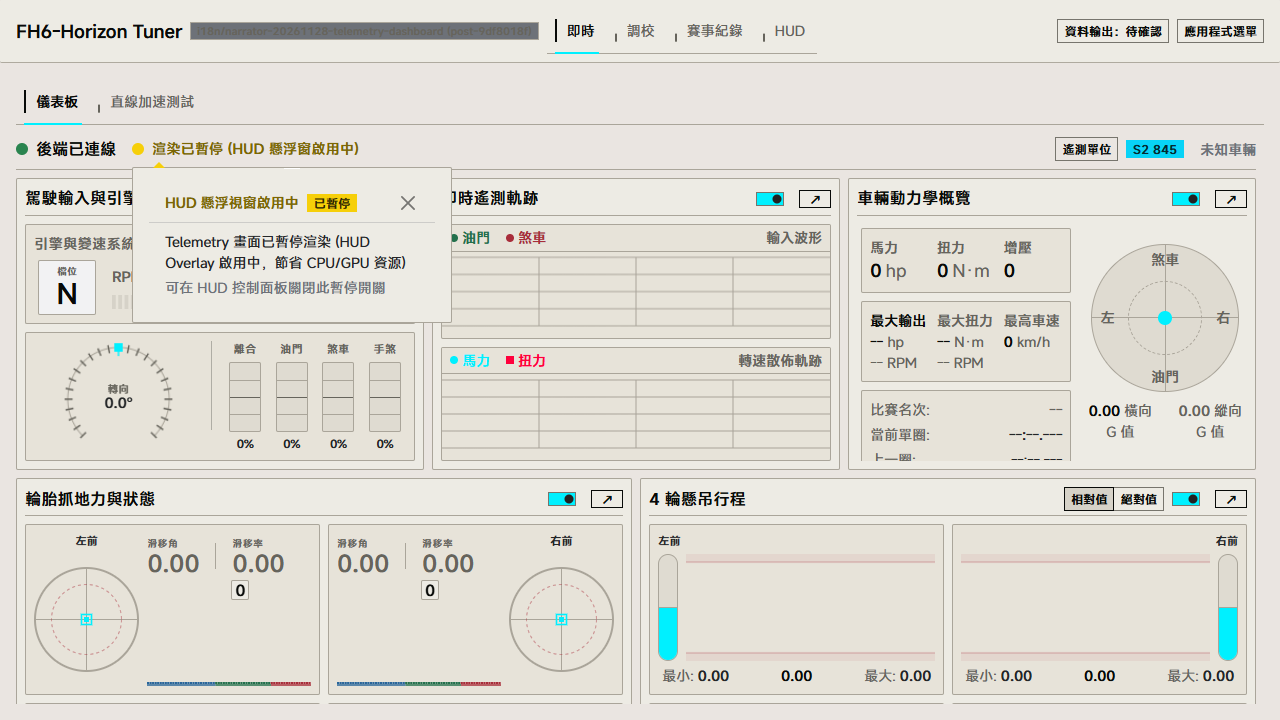 FH6-Horizon Tuner
即時 調校 賽事紀錄 HUD
資料輸出: 待確認 應用程式選單
儀表板 直線加速測試
後端已連線 渲染已暫停 (HUD 懸浮窗啟用中)
遙測單位 S2 845 未知車輛
駕駛輸入與引擎
HUD 懸浮視窗啟用中 已暫停
Telemetry 畫面已暫停渲染 (HUD
Overlay 啟用中，節省 CPU/GPU 資源)
可在 HUD 控制面板關閉此暫停開關
引擎與變速系統
檔位
N
轉向
0.0°
離合 油門 煞車 手煞
0% 0% 0% 0%
即時遙測軌跡
油門 煞車 輸入波形
馬力 扭力 轉速散佈軌跡
車輛動力學概覽
馬力 扭力 增壓
0 hp 0 N·m 0
最大輸出 最大扭力 最高車速
-- hp -- N·m 0 km/h
-- RPM -- RPM
比賽名次: --
當前單圈: --:--.---
上一圈: --:--.---
煞車
左 右
油門
0.00 橫向 0.00 縱向
G 值 G 值
輪胎抓地力與狀態
左前
滑移角 滑移率
0.00 0.00
0
滑移角 滑移率
0.00 0.00
0
右前
4 輪懸吊行程
相對值 絕對值
左前
最小: 0.00 0.00 最大: 0.00
右前
最小: 0.00 0.00 最大: 0.00